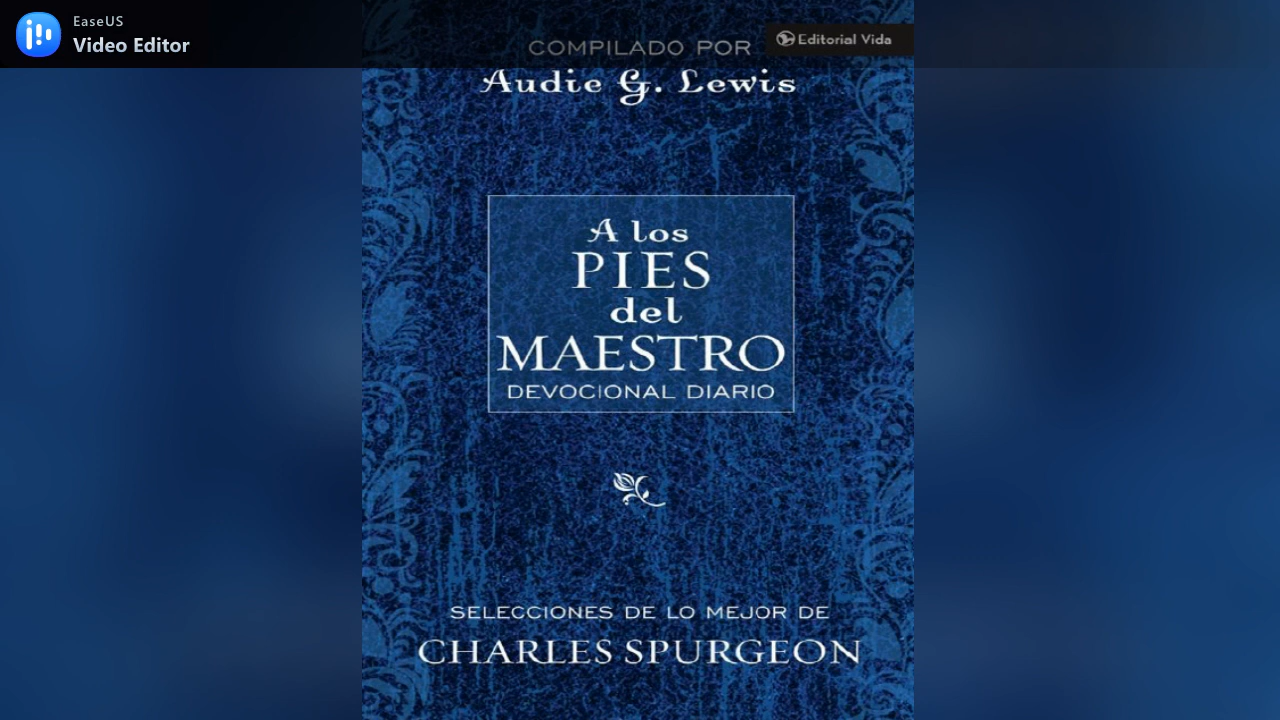 EaseUS
Video Editor
COMPILADO POR
Editorial Vida
Audie G. Lewis
A los
PIES
del
MAESTRO
DEVOCIONAL DIARIO
SELECCIONES DE LO MEJOR DE
CHARLES SPURGEON